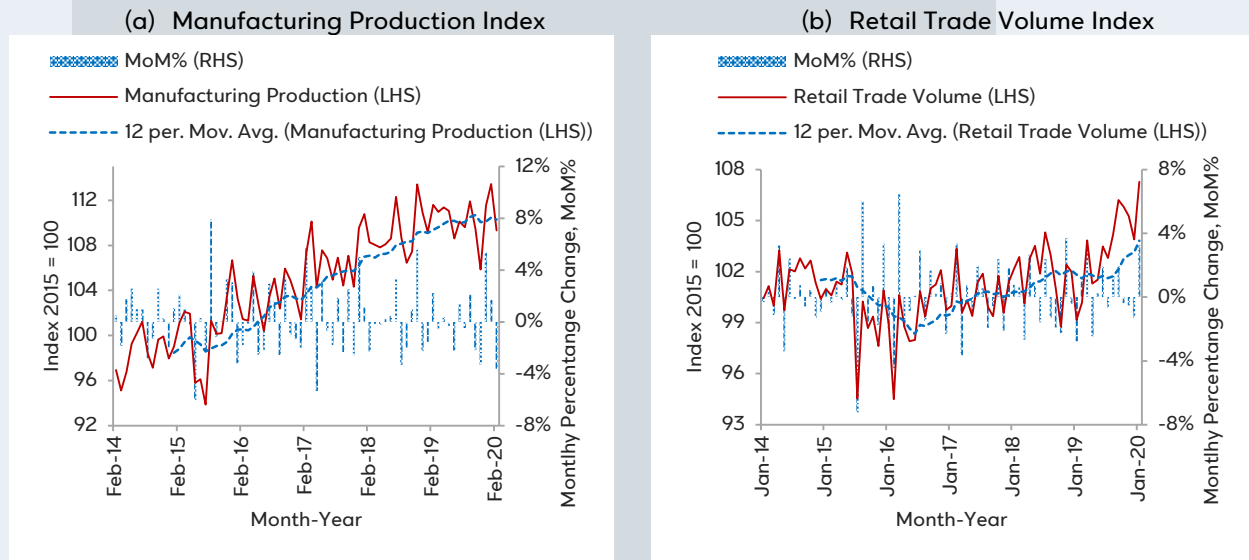 (a) Manufacturing Production Index
MoM% (RHS)
Manufacturing Production (LHS)
12 per. Mov. Avg. (Manufacturing Production (LHS))
Index 2015 = 100
112
108
104
100
96
92
12%
8%
4%
0%
-4%
-8%
Montlhy Percentange Change, MoM%
Feb-14
Feb-15
Feb-16
Feb-17
Feb-18
Feb-19
Feb-20
Month-Year
(b) Retail Trade Volume Index
MoM% (RHS)
Retail Trade Volume (LHS)
12 per. Mov. Avg. (Retail Trade Volume (LHS))
Index 2015 = 100
108
105
102
99
96
93
8%
4%
0%
-4%
-8%
Montlhy Percentange Change, MoM%
Jan-14
Jan-15
Jan-16
Jan-17
Jan-18
Jan-19
Jan-20
Month-Year